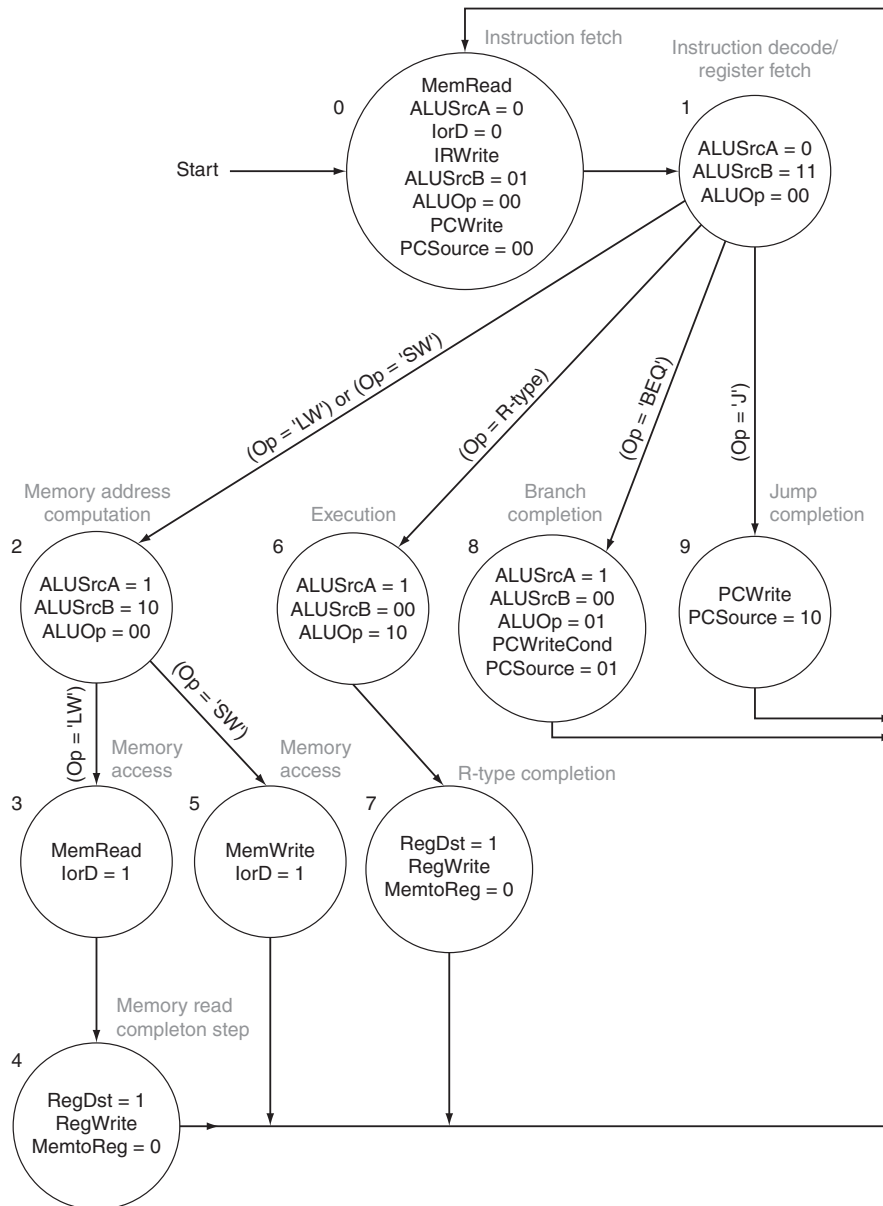 Instruction fetch
Instruction decode/
register fetch
0
MemRead
ALUSrcA = 0
IorD = 0
IRWrite
ALUSrcB = 01
ALUOp = 00
PCWrite
PCSource = 00
1
ALUSrcA = 0
ALUSrcB = 11
ALUOp = 00
Start
(Op = 'LW') or (Op = 'SW')
(Op = R-type)
(Op = 'BEQ')
(Op = 'J')
Memory address
computation
2
ALUSrcA = 1
ALUSrcB = 10
ALUOp = 00
Execution
6
ALUSrcA = 1
ALUSrcB = 00
ALUOp = 10
Branch
completion
8
ALUSrcA = 1
ALUSrcB = 00
ALUOp = 01
PCWriteCond
PCSource = 01
Jump
completion
9
PCWrite
PCSource = 10
(Op = 'LW')
(Op = 'SW')
Memory
access
3
MemRead
IorD = 1
Memory
access
5
MemWrite
IorD = 1
R-type completion
7
RegDst = 1
RegWrite
MemtoReg = 0
Memory read
completon step
4
RegDst = 1
RegWrite
MemtoReg = 0